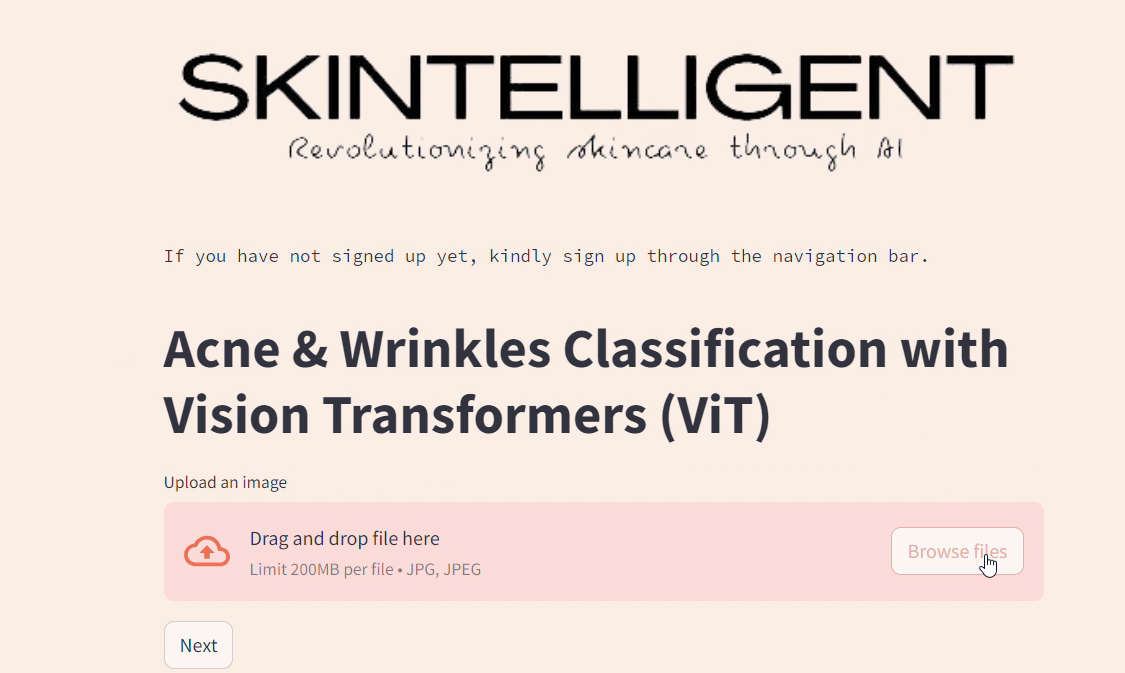 SKINTELLIGENT
Revolutionizing skincare through AI
If you have not signed up yet, kindly sign up through the navigation bar.
Acne & Wrinkles Classification with
Vision Transformers (ViT)
Upload an image
Drag and drop file here
Limit 200MB per file • JPG, JPEG
Browse files
Next